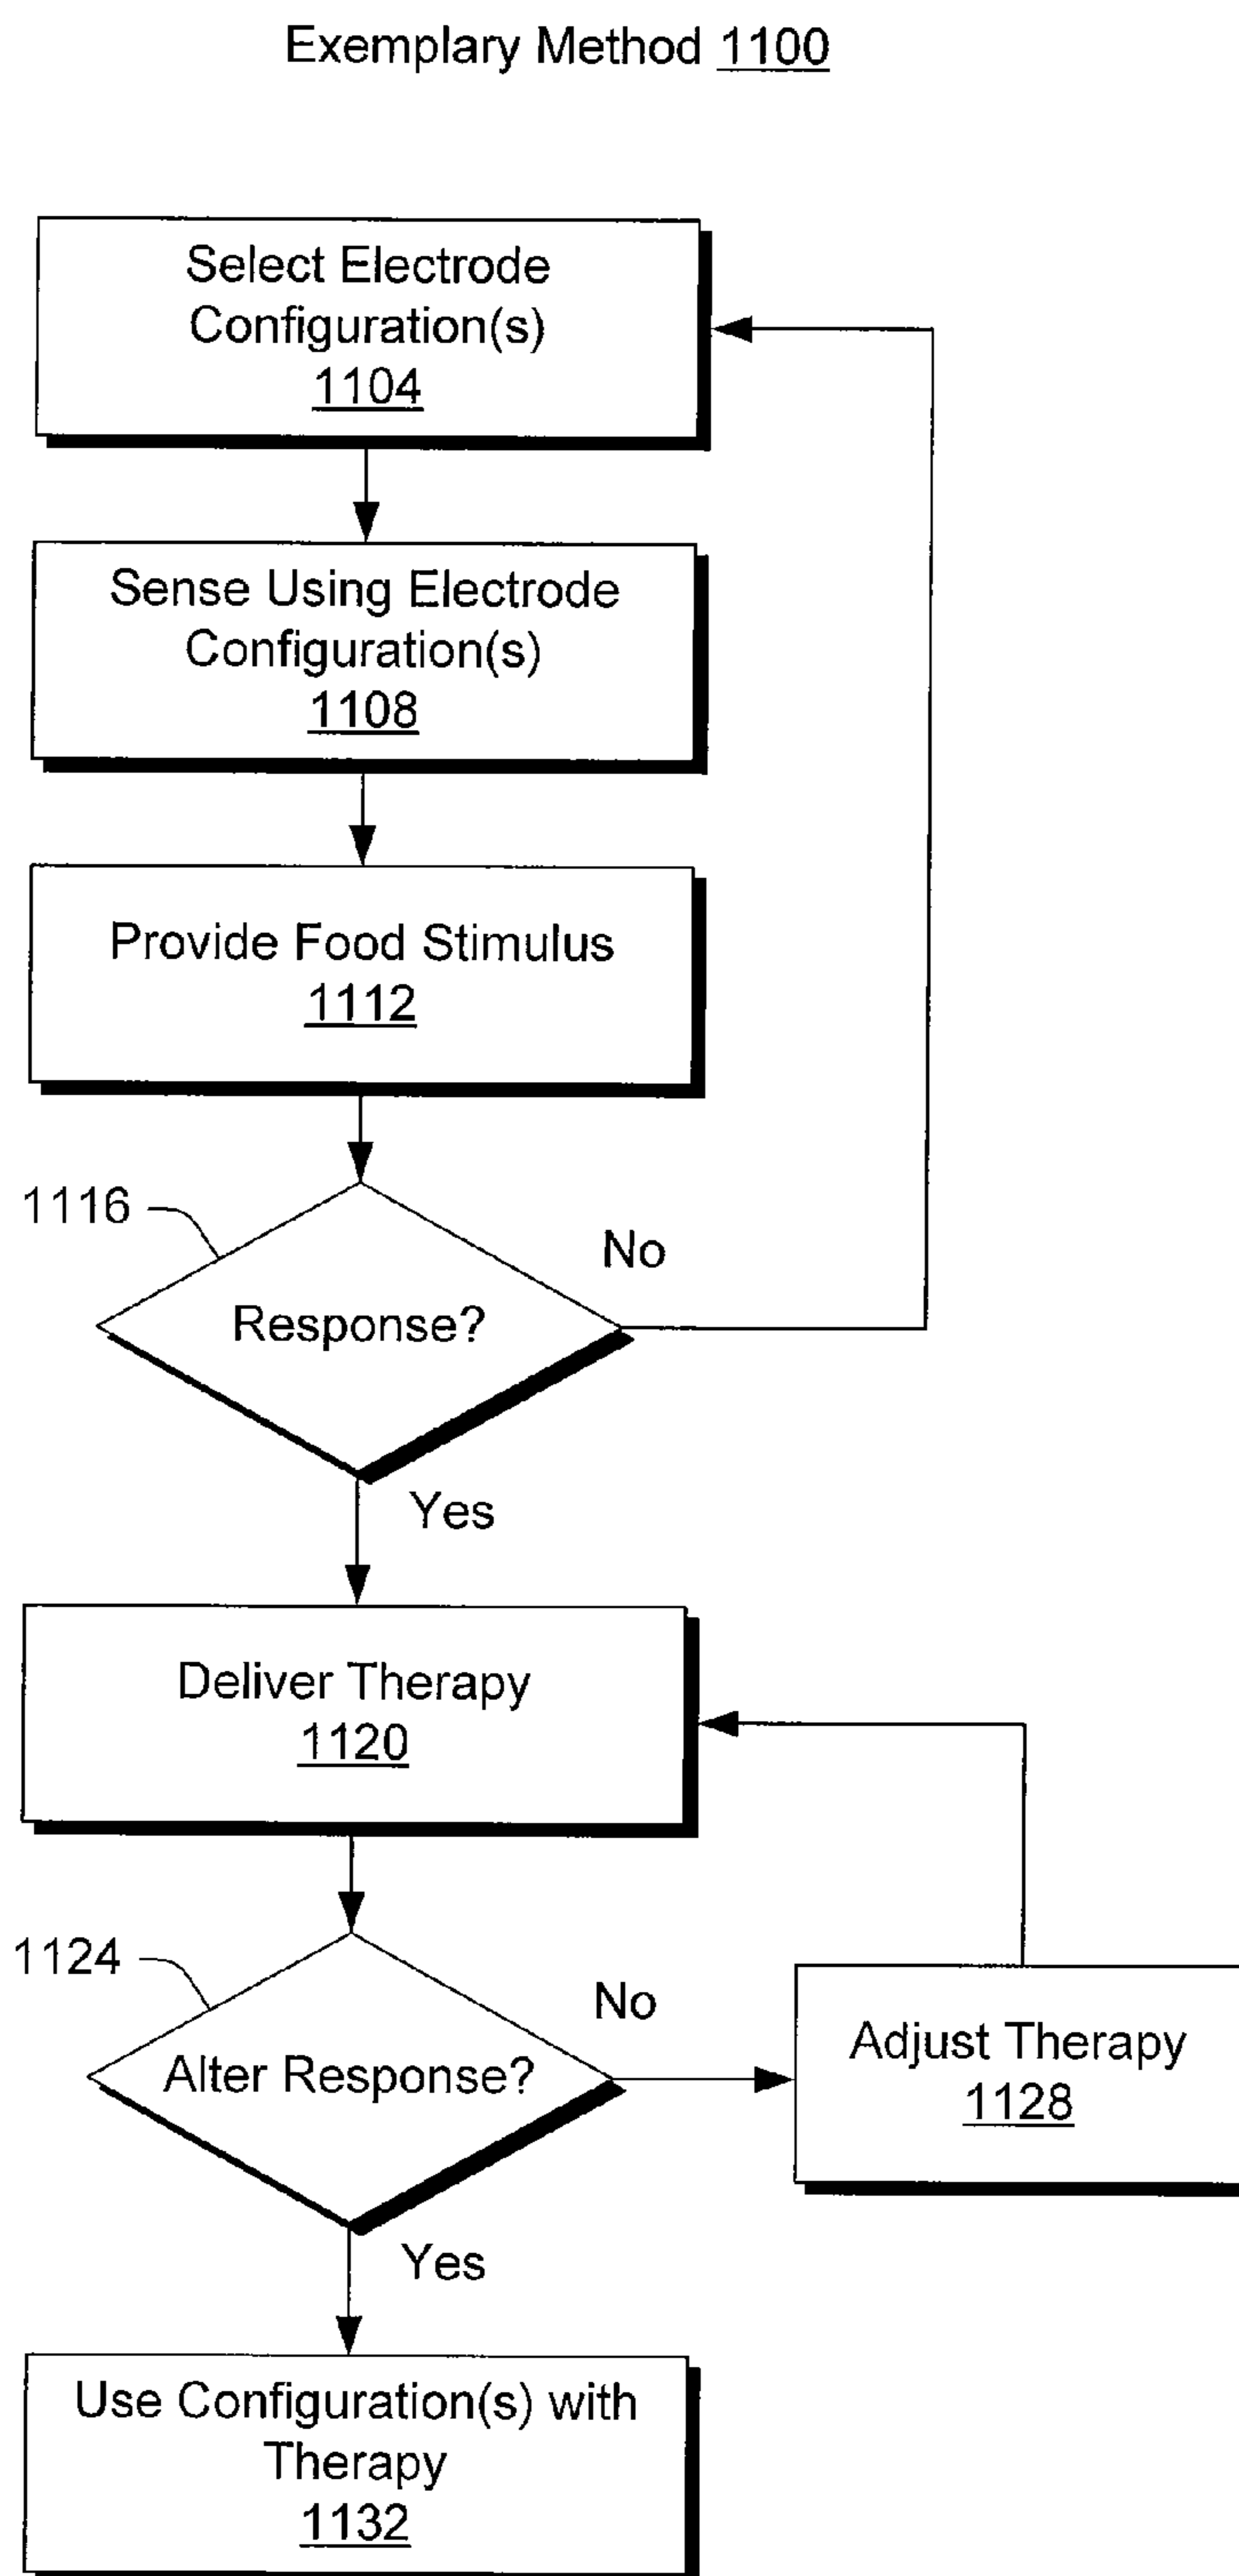 Exemplary Method 1100
Select Electrode
Configuration(s)
1104
Sense Using Electrode
Configuration(s)
1108
Provide Food Stimulus
1112
1116
No
Response?
Yes
Deliver Therapy
1120
1124
No
Alter Response?
Adjust Therapy
1128
Yes
Use Configuration(s) with
Therapy
1132